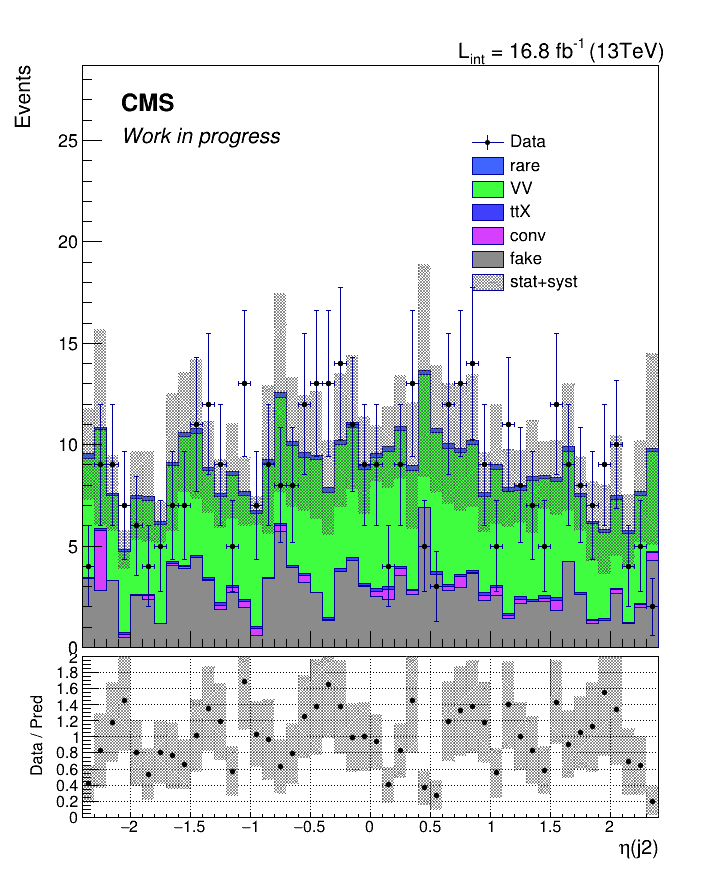 L_int = 16.8 fb^-1 (13TeV)
Events
CMS
Work in progress
Data
rare
VV
ttX
conv
fake
stat+syst
25
20
15
10
5
0
Data / Pred
2
1.8
1.6
1.4
1.2
1
0.8
0.6
0.4
0.2
0
−2 −1.5 −1 −0.5 0 0.5 1 1.5 2
η(j2)